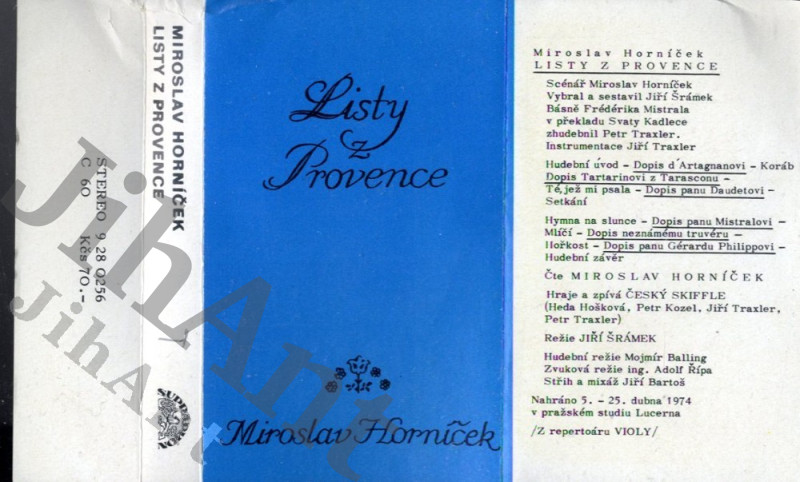 STEREO 9 28 0256
C 60 Kčs 70.-
MIROSLAV HORNÍČEK
LISTY Z PROVENCE
SUPRAPHON
Listy
z
Provence
Miroslav Horníček
Miroslav Horníček
LISTY Z PROVENCE
Scénář Miroslav Horníček
Vybral a sestavil Jiří Šrámek
Básně Frédérika Mistrala
v překladu Svaty Kadlece
zhudebnil Petr Traxler.
Instrumentace Jiří Traxler
Hudební úvod - Dopis d´Artagnanovi - Koráb
Dopis Tartarinovi z Tarasconu -
Té, jež mi psala - Dopis panu Daudetovi -
Setkání
Hymna na slunce - Dopis panu Mistralovi -
Mlíčí - Dopis neznámému truvéru -
Hořkost - Dopis panu Gérardu Philippovi -
Hudební závěr
Čte MIROSLAV HORNÍČEK
Hraje a zpívá ČESKÝ SKIFFLE
(Heda Hošková, Petr Kozel, Jiří Traxler,
Petr Traxler)
Režie JIŘÍ ŠRÁMEK
Hudební režie Mojmír Balling
Zvuková režie ing. Adolf Řípa
Střih a mixáž Jiří Bartoš
Nahráno 5. - 25. dubna 1974
v pražském studiu Lucerna
/Z repertoáru VIOLY/
JihArt
JihArt